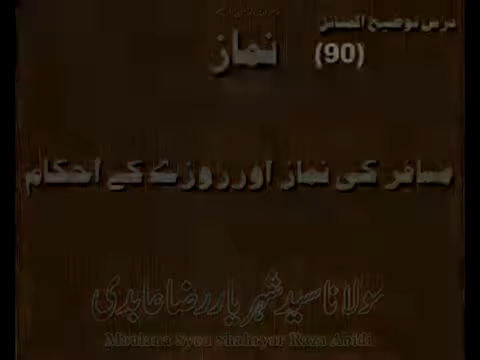 درس توضیح المسائل
نماز (90)
مسافر کی نماز اور روزے کے احکام
مولانا سید شہریار رضا عابدی
Moulana Syed Shahryar Raza Abidi